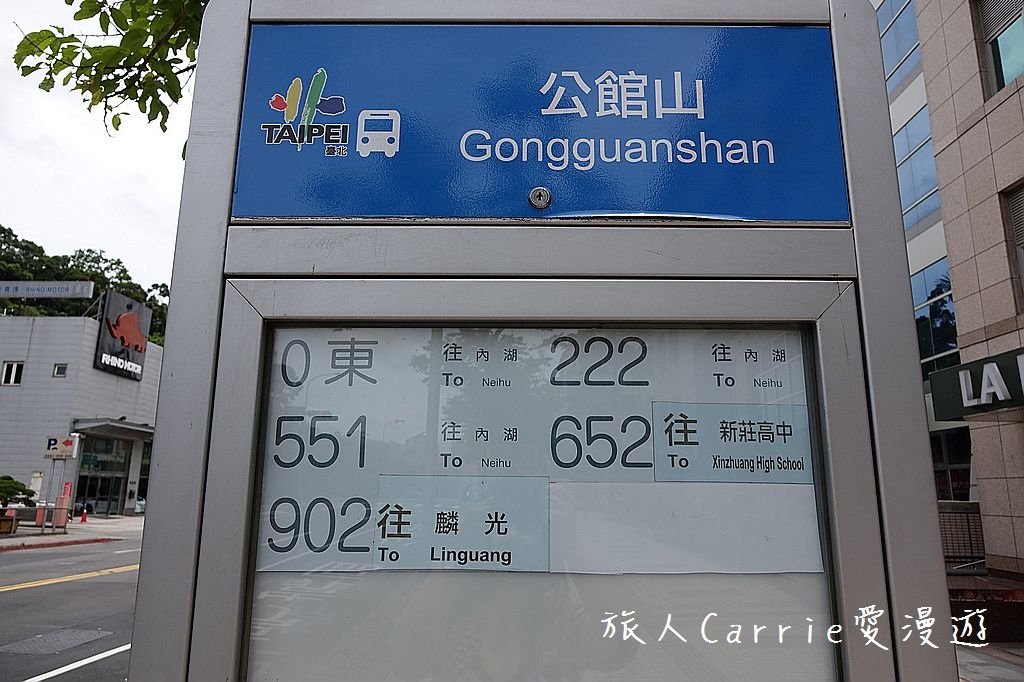 公館山
Gongguanshan
TAIPEI
臺北
0東 往 內湖
To Neihu
222 往 內湖
To Neihu
551 往 內湖
To Neihu
652 往 新莊高中
To Xinzhuang High School
902 往 麟光
To Linguang
RHINO MOTOR
RHINO MOTOR
P
LA
旅人Carrie愛漫遊